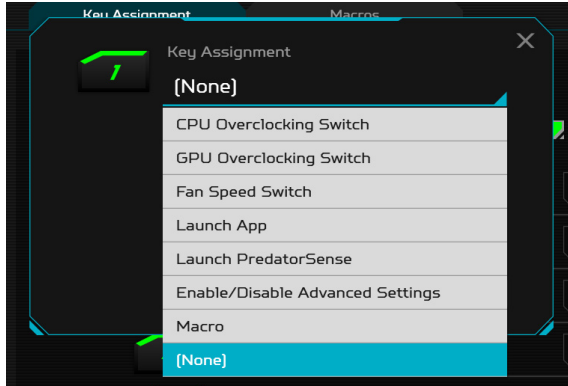 Key Assignment
Macros
Key Assignment
X
1
(None)
CPU Overclocking Switch
GPU Overclocking Switch
Fan Speed Switch
Launch App
Launch PredatorSense
Enable/Disable Advanced Settings
Macro
(None)